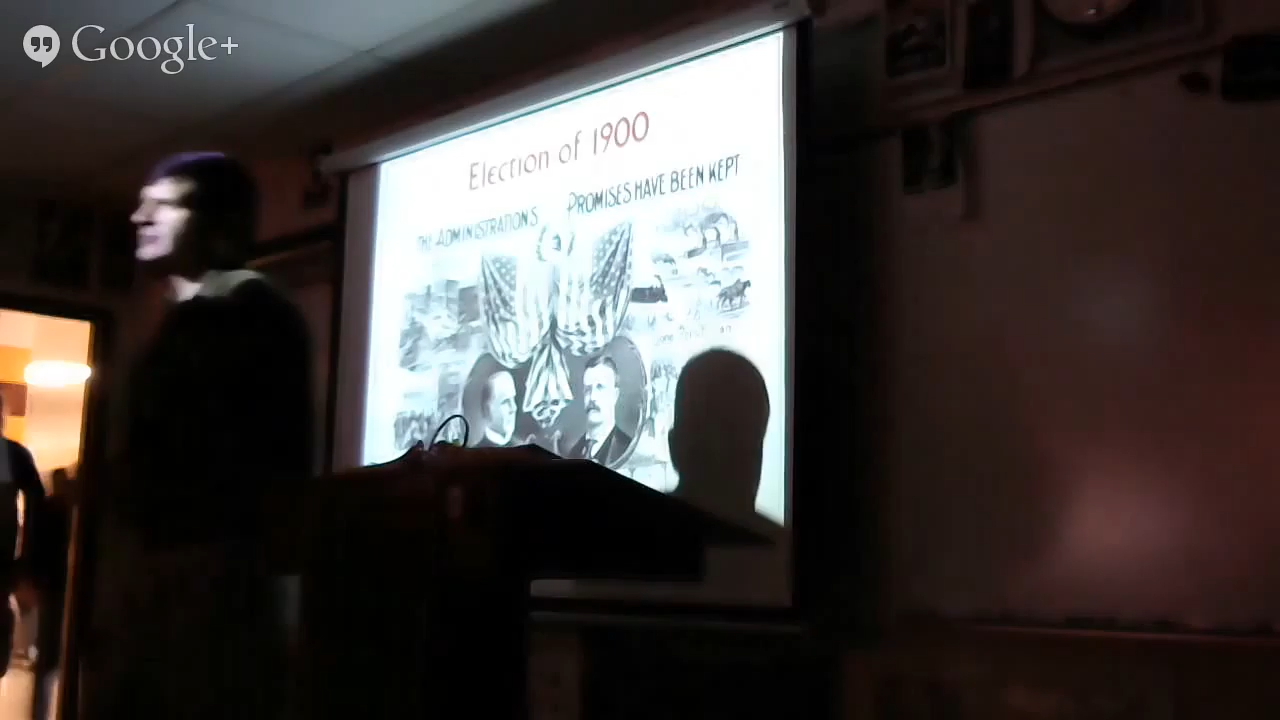 Google+
Election of 1900
THE ADMINISTRATION'S PROMISES HAVE BEEN KEPT